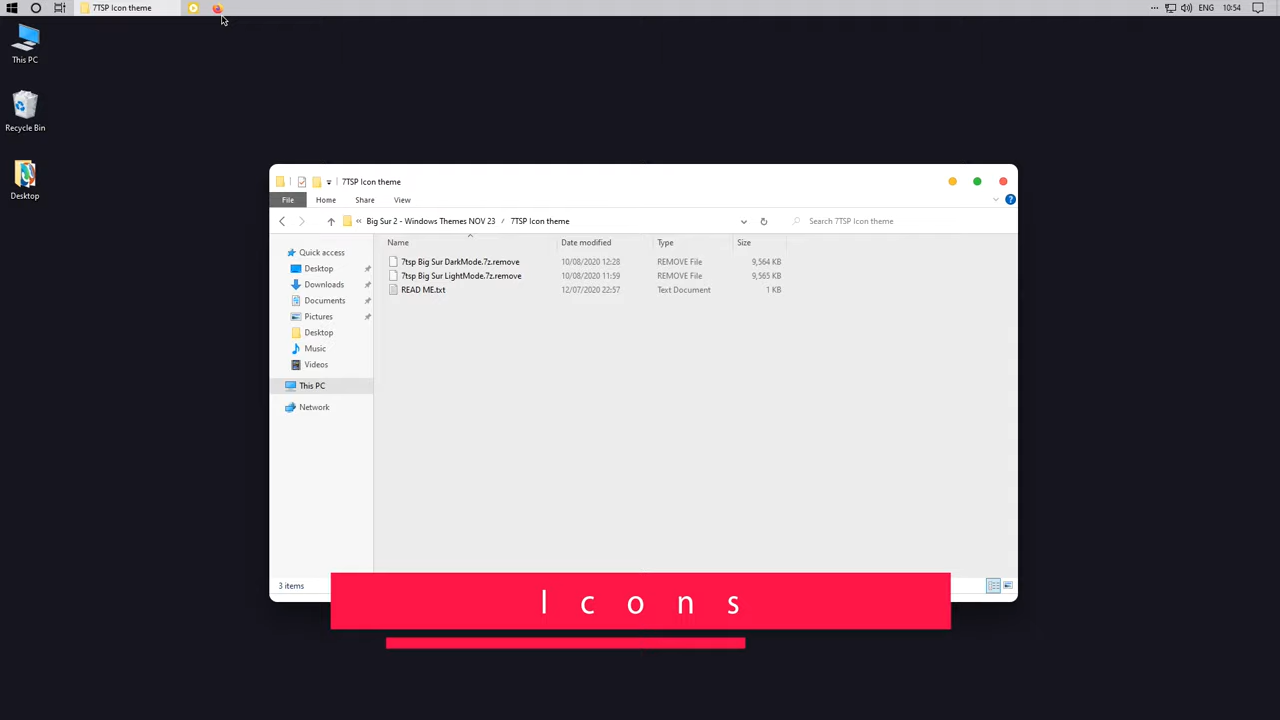 7TSP Icon theme
ENG
10:54
This PC
Recycle Bin
Desktop
7TSP Icon theme
File
Home
Share
View
?
« Big Sur 2 - Windows Themes NOV 23 / 7TSP Icon theme
Search 7TSP Icon theme
Name
Date modified
Type
Size
7tsp Big Sur DarkMode.7z.remove 10/08/2020 12:28 REMOVE File 9,564 KB
7tsp Big Sur LightMode.7z.remove 10/08/2020 11:59 REMOVE File 9,565 KB
READ ME.txt 12/07/2020 22:57 Text Document 1 KB
Quick access
Desktop
Downloads
Documents
Pictures
Desktop
Music
Videos
This PC
Network
3 items
Icons